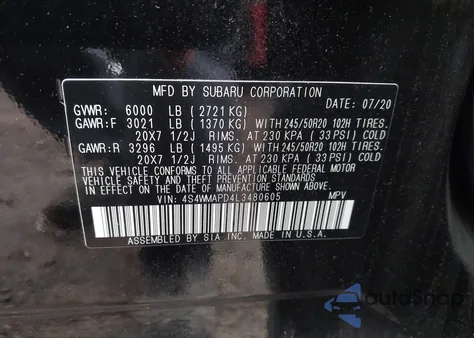 MFD BY SUBARU CORPORATION DATE: 07/20
GVWR: 6000 LB (2721 KG)
GAWR:F 3021 LB (1370 KG) WITH 245/50R20 102H TIRES.
20X7 1/2J RIMS. AT 230 KPA (33 PSI) COLD
GAWR:R 3296 LB (1495 KG) WITH 245/50R20 102H TIRES.
20X7 1/2J RIMS. AT 230 KPA (33 PSI) COLD
THIS VEHICLE CONFORMS TO ALL APPLICABLE FEDERAL MOTOR
VEHICLE SAFETY AND THEFT PREVENTION STANDARDS IN EFFECT
ON THE DATE OF MANUFACTURE SHOWN ABOVE.
VIN: 4S4WMAPD4L3480605 MPV
ASSEMBLED BY SIA INC. MADE IN U.S.A.
autoSnap